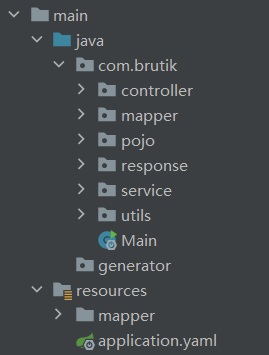 main
java
com.brutik
controller
mapper
pojo
response
service
utils
Main
generator
resources
mapper
application.yaml